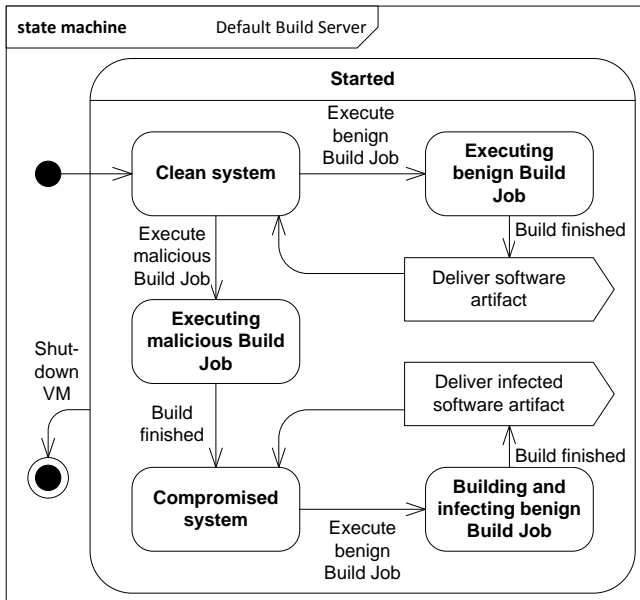 state machine Default Build Server
Started
Execute
benign
Build Job
Clean system
Executing
benign Build
Job
Build finished
Execute
malicious
Build Job
Deliver software
artifact
Executing
malicious Build
Job
Shut-
down
VM
Deliver infected
software artifact
Build
finished
Build finished
Compromised
system
Building and
infecting benign
Build Job
Execute
benign
Build Job